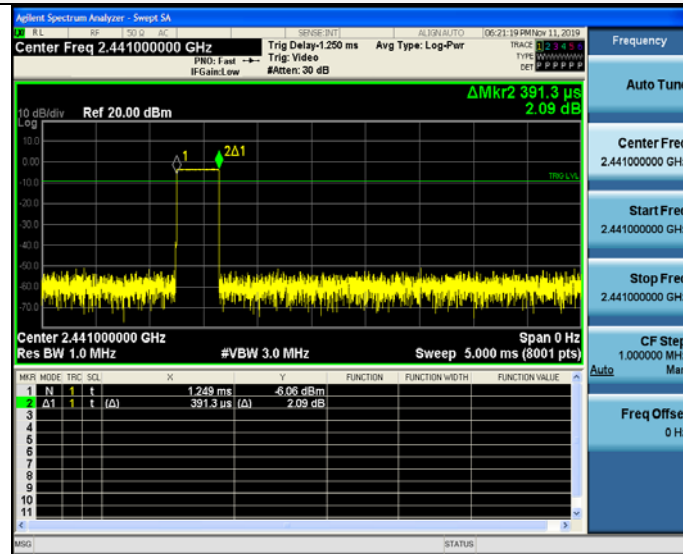 Agilent Spectrum Analyzer - Swept SA
RL RF 50 Ω AC SENSE:INT ALIGNAUTO 06:21:19 PM Nov 11, 2019
Center Freq 2.441000000 GHz
Trig Delay-1.250 ms Avg Type: Log-Pwr
TRACE 1 2 3 4 5 6
PNO: Fast Trig: Video
TYPE WWWWWW
IFGain:Low #Atten: 30 dB
DET P P P P P P
ΔMkr2 391.3 µs
2.09 dB
10 dB/div Ref 20.00 dBm
Log
10.0
0.00
-10.0
-20.0
-30.0
-40.0
-50.0
-60.0
-70.0
1
2Δ1
TRIG LVL
Center 2.441000000 GHz Span 0 Hz
Res BW 1.0 MHz #VBW 3.0 MHz Sweep 5.000 ms (8001 pts)
MKR MODE TRC SCL X Y FUNCTION FUNCTION WIDTH FUNCTION VALUE
1 N 1 t 1.249 ms -6.06 dBm
2 Δ1 1 t (Δ) 391.3 µs (Δ) 2.09 dB
3
4
5
6
7
8
9
10
11
MSG STATUS
Frequency
Auto Tune
Center Freq
2.441000000 GHz
Start Freq
2.441000000 GHz
Stop Freq
2.441000000 GHz
CF Step
1.000000 MHz
Auto Man
Freq Offset
0 Hz